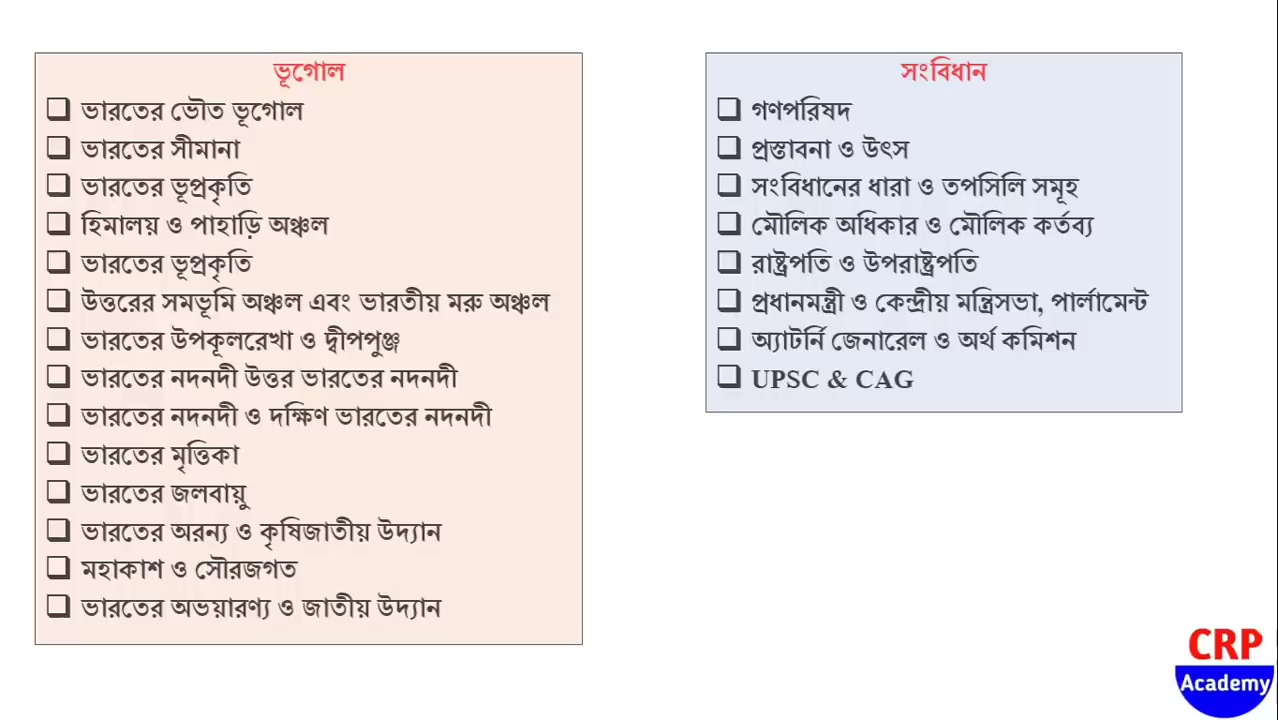 ভূগোল
ভারতের ভৌত ভূগোল
ভারতের সীমানা
ভারতের ভূপ্রকৃতি
হিমালয় ও পাহাড়ি অঞ্চল
ভারতের ভূপ্রকৃতি
উত্তরের সমভূমি অঞ্চল এবং ভারতীয় মরু অঞ্চল
ভারতের উপকূলরেখা ও দ্বীপপুঞ্জ
ভারতের নদনদী উত্তর ভারতের নদনদী
ভারতের নদনদী ও দক্ষিণ ভারতের নদনদী
ভারতের মৃত্তিকা
ভারতের জলবায়ু
ভারতের অরন্য ও কৃষিজাতীয় উদ্যান
মহাকাশ ও সৌরজগত
ভারতের অভয়ারণ্য ও জাতীয় উদ্যান
সংবিধান
গণপরিষদ
প্রস্তাবনা ও উৎস
সংবিধানের ধারা ও তপসিলি সমূহ
মৌলিক অধিকার ও মৌলিক কর্তব্য
রাষ্ট্রপতি ও উপরাষ্ট্রপতি
প্রধানমন্ত্রী ও কেন্দ্রীয় মন্ত্রিসভা, পার্লামেন্ট
অ্যাটর্নি জেনারেল ও অর্থ কমিশন
UPSC & CAG
CRP
Academy